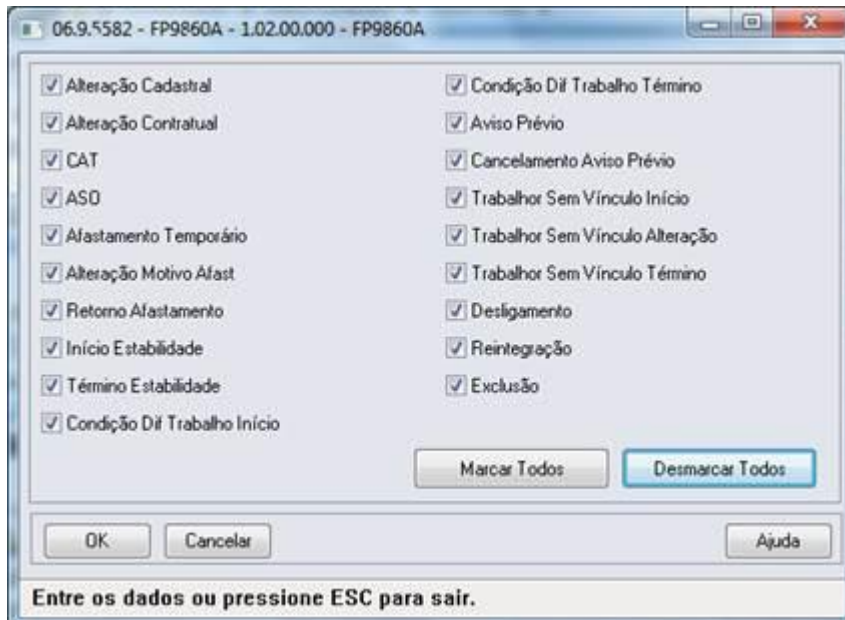 06.9.5582 - FP9860A - 1.02.00.000 - FP9860A
Alteração Cadastral
Alteração Contratual
CAT
ASO
Afastamento Temporário
Alteração Motivo Afast
Retorno Afastamento
Início Estabilidade
Término Estabilidade
Condição Dif Trabalho Início
Condição Dif Trabalho Término
Aviso Prévio
Cancelamento Aviso Prévio
Trabalhor Sem Vínculo Início
Trabalhor Sem Vínculo Alteração
Trabalhor Sem Vínculo Término
Desligamento
Reintegração
Exclusão
Marcar Todos
Desmarcar Todos
OK
Cancelar
Ajuda
Entre os dados ou pressione ESC para sair.